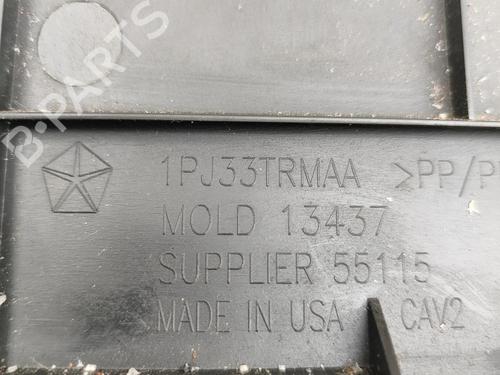 B-PARTS
1PJ33TRMAA >PP/P
MOLD 13437
SUPPLIER 55115
MADE IN USA CAV2